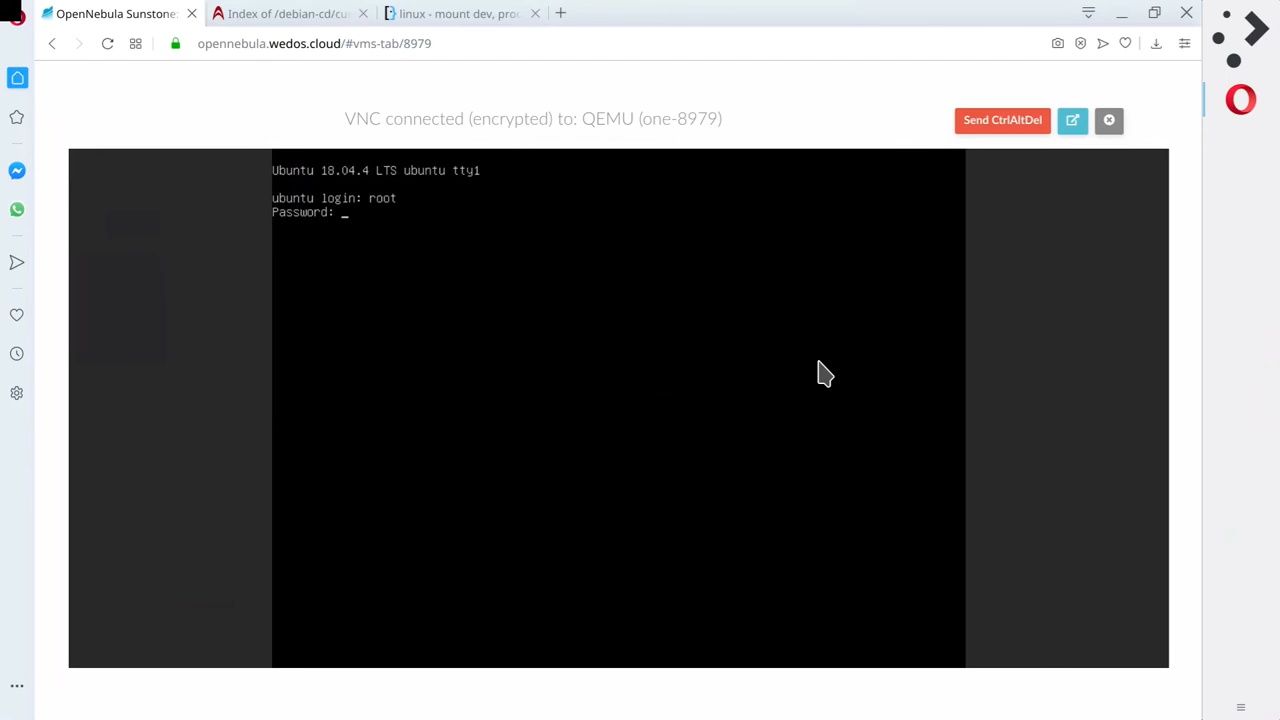 OpenNebula Sunstone:
Index of /debian-cd/cu
linux - mount dev, proc
opennebula.wedos.cloud/#vms-tab/8979
VNC connected (encrypted) to: QEMU (one-8979)
Send CtrlAltDel
Ubuntu 18.04.4 LTS ubuntu tty1
ubuntu login: root
Password: _